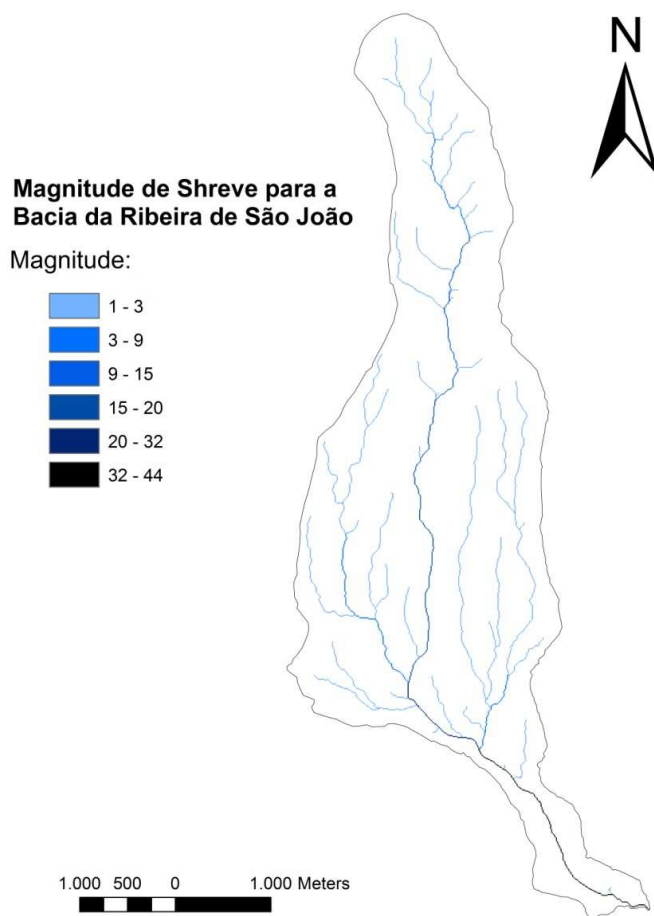 N
Magnitude de Shreve para a
Bacia da Ribeira de São João
Magnitude:
1 - 3
3 - 9
9 - 15
15 - 20
20 - 32
32 - 44
1.000 500 0 1.000 Meters